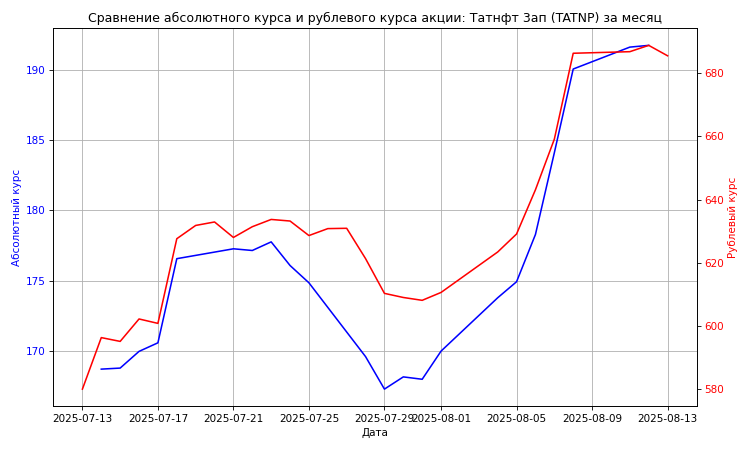 Сравнение абсолютного курса и рублевого курса акции: Татнфт 3ап (TATNP) за месяц
Абсолютный курс
190
185
180
175
170
680
660
640
620
600
580
Рублевый курс
2025-07-13 2025-07-17 2025-07-21 2025-07-25 2025-07-29 2025-08-01 2025-08-05 2025-08-09 2025-08-13
Дата